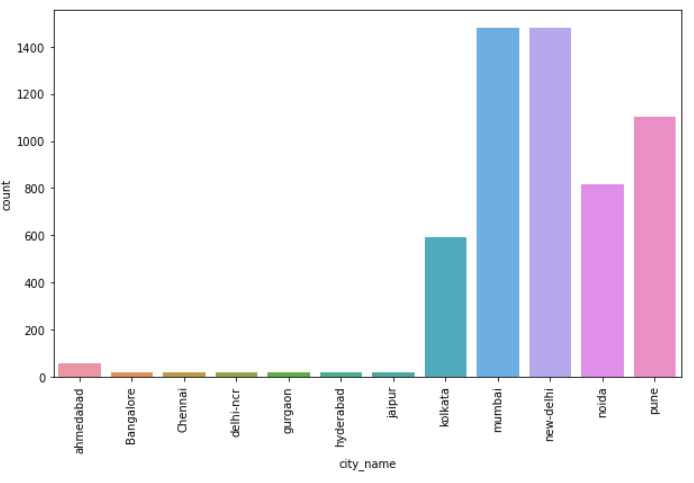 1400
1200
1000
800
600
400
200
0
count
ahmedabad
Bangalore
Chennai
delhi-ncr
gurgaon
hyderabad
jaipur
kolkata
mumbai
new-delhi
noida
pune
city_name